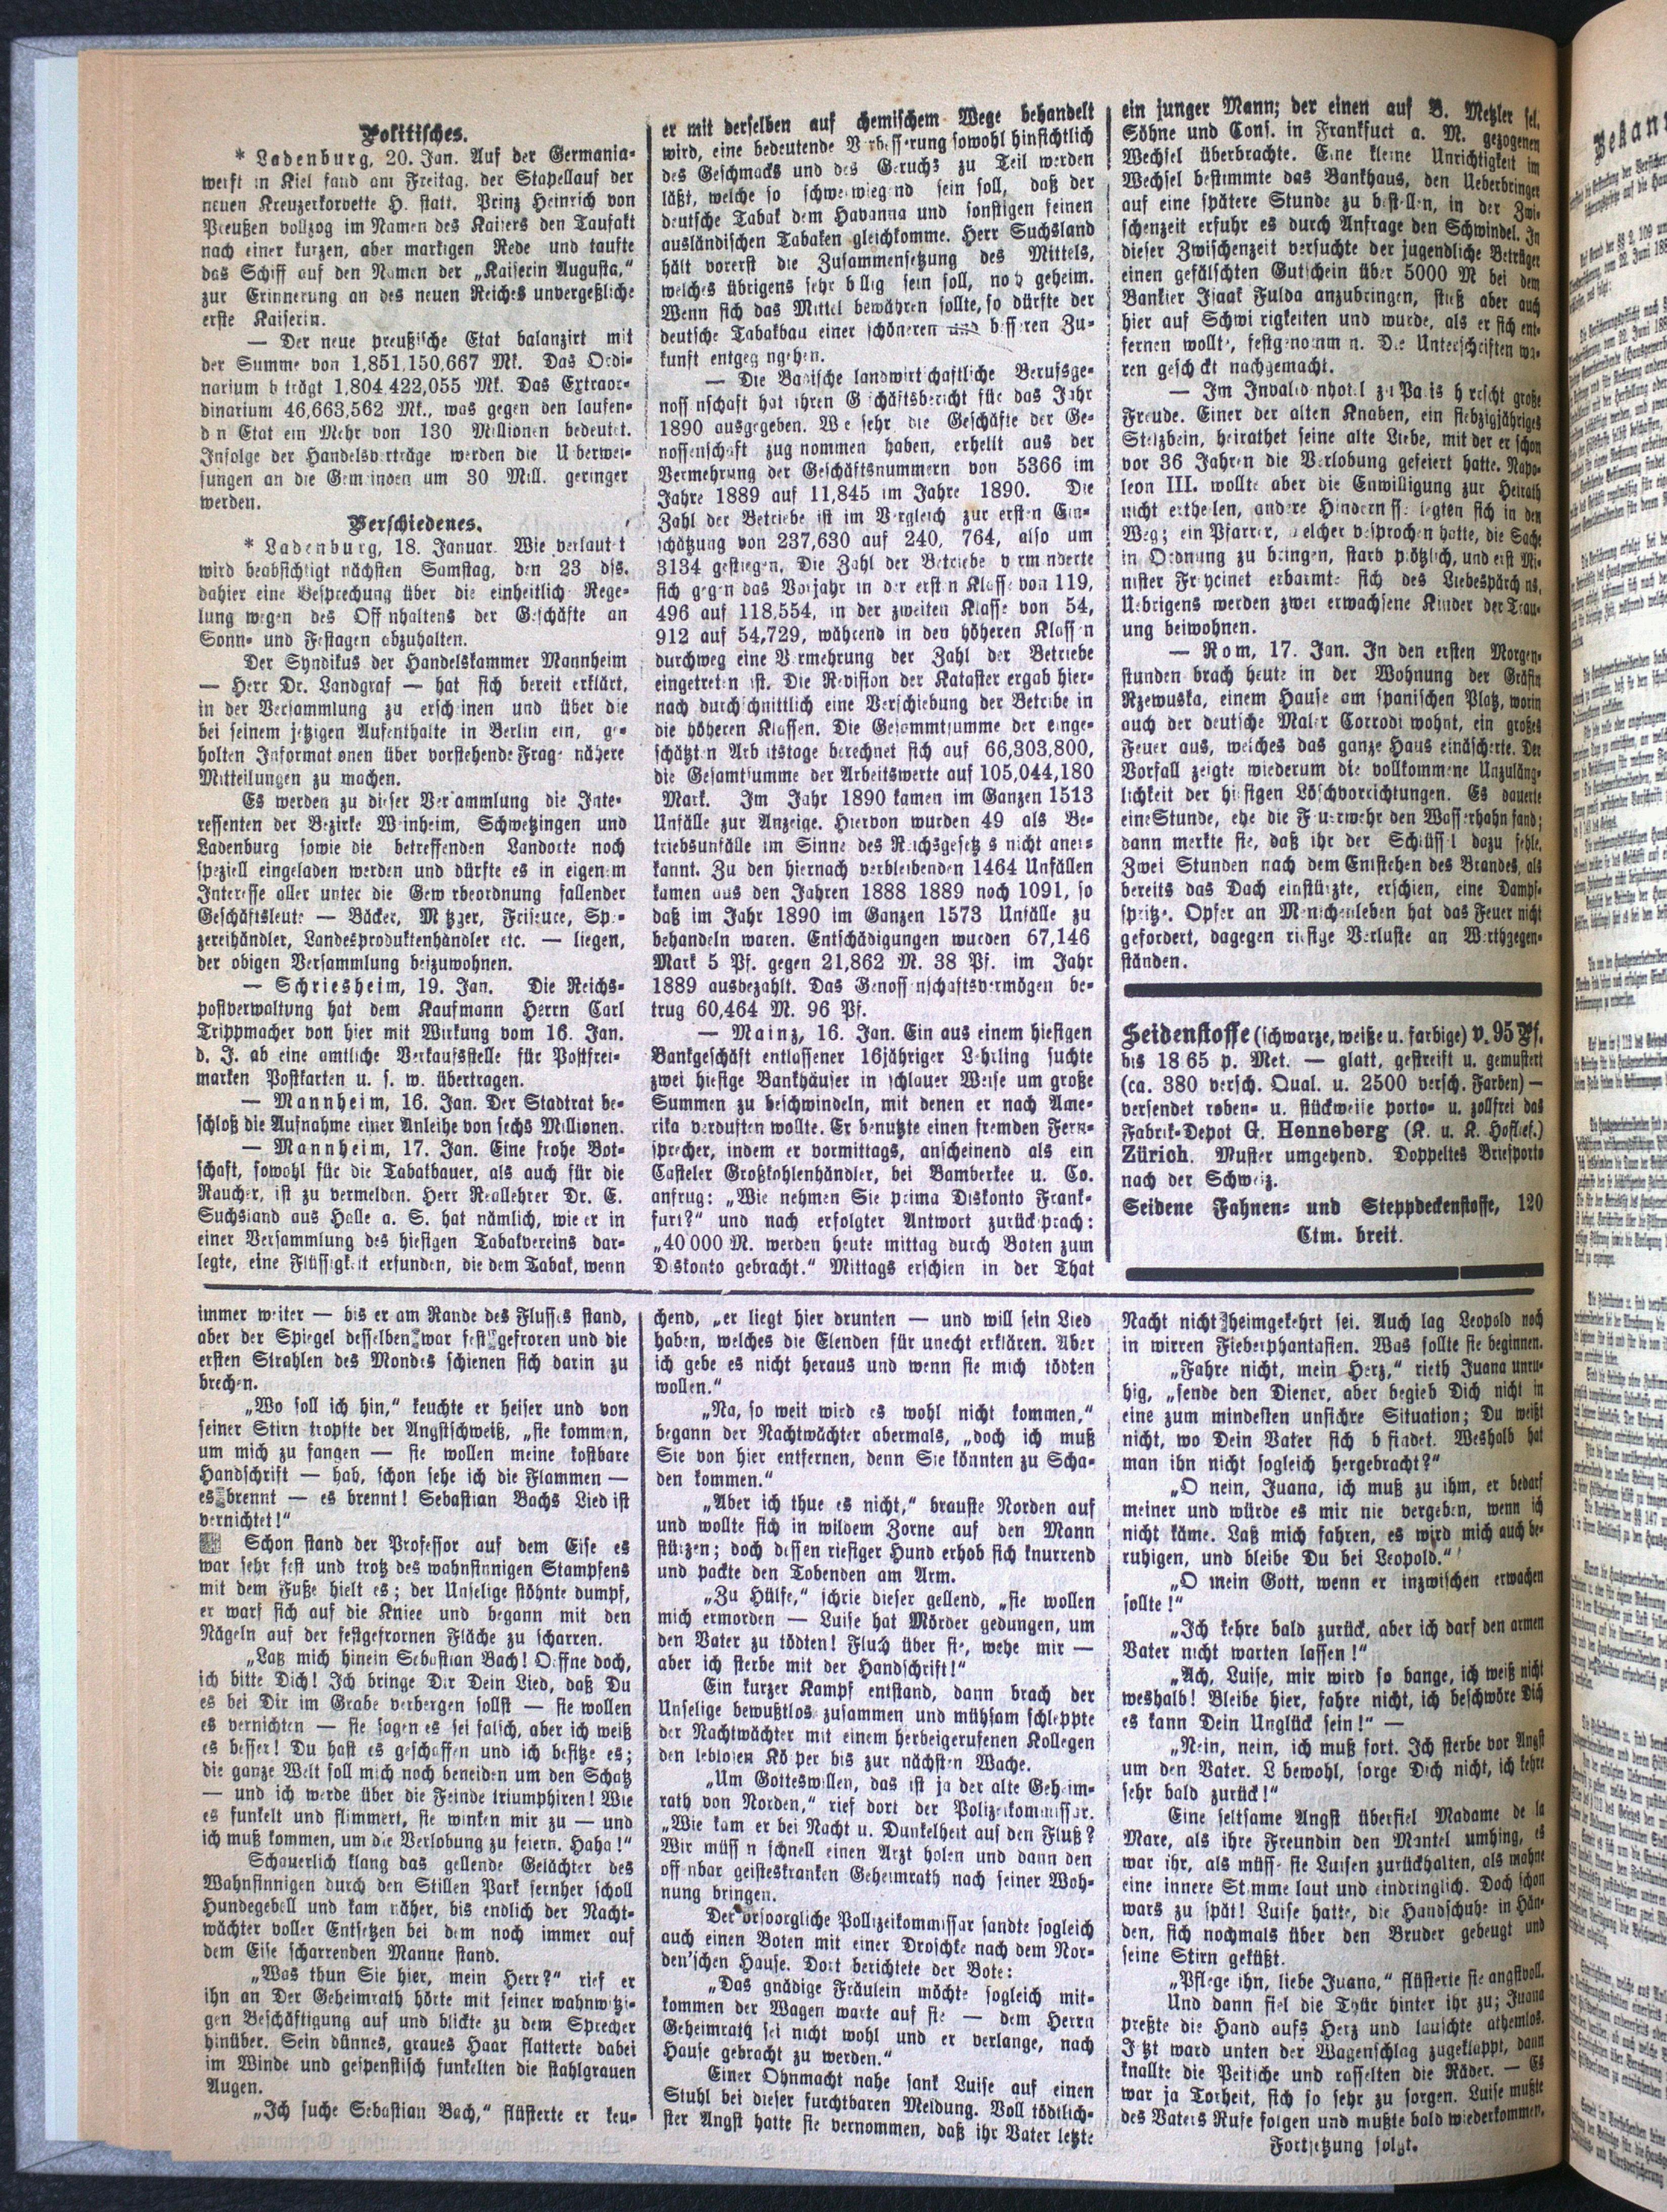 Politisches.
* Ladenburg, 20. Jan. Auf der Germania-
werft in Kiel fand am Freitag, der Stapellauf der
neuen Kreuzerkorvette H. statt. Prinz Heinrich von
Preußen vollzog im Namen des Kaisers den Taufakt
nach einer kurzen, aber markigen Rede und taufte
das Schiff auf den Namen der „Kaiserin Augusta,“
zur Erinnerung an des neuen Reiches unvergeßliche
erste Kaiserin.
— Der neue preußische Etat balanzirt mit
der Summe von 1,851,150,667 Mk. Das Ordi-
narium b trägt 1,804,422,055 Mk. Das Extraor-
dinarium 46,663,562 Mk., was gegen den laufen-
d n Etat ein Mehr von 130 Millionen bedeutet.
Infolge der Handelsverträge werden die U berwei-
sungen an die Gemeinden um 30 Mill. geringer
werden.
Verschiedenes.
* Ladenburg, 18. Januar. Wie verlautet
wird beabsichtigt nächsten Samstag, den 23 ds.
dahier eine Besprechung über die einheitlich Rege-
lung wegen des Off nhaltens der Geschäfte an
Sonn- und Festagen abzuhalten.
Der Syndikus der Handelskammer Mannheim
— Herr Dr. Landgraf — hat sich bereit erklärt,
in der Versammlung zu erscheinen und über die
bei seinem jetzigen Aufenthalte in Berlin ein, ge-
holten Informat onen über vorstehende Frage nähere
Mitteilungen zu machen.
Es werden zu dieser Versammlung die Inte-
ressenten der Bezirke Weinheim, Schwetzingen und
Ladenburg sowie die betreffenden Landorte noch
speziell eingeladen werden und dürfte es in eigenem
Interesse aller unter die Gew rbeordnung fallender
Geschäftsleute — Bäcker, M tzger, Friseure, Spe-
zereihändler, Landesproduktenhändler etc. — liegen,
der obigen Versammlung beizuwohnen.
— Schriesheim, 19. Jan. Die Reichs-
postverwaltung hat dem Kaufmann Herrn Carl
Trippmacher von hier mit Wirkung vom 16. Jan.
d. J. ab eine amtliche Verkaufsstelle für Postfrei-
marken Postkarten u. s. w. übertragen.
— Mannheim, 16. Jan. Der Stadtrat be-
schloß die Aufnahme einer Anleihe von sechs Millionen.
— Mannheim, 17. Jan. Eine frohe Bot-
schaft, sowohl für die Tabakbauer, als auch für die
Raucher, ist zu vermelden. Herr Reallehrer Dr. E.
Suchsland aus Halle a. S. hat nämlich, wie er in
einer Versammlung des hiesigen Tabakvereins dar-
legte, eine Flüssigkeit erfunden, die dem Tabak, wenn
er mit derselben auf chemischem Wege behandelt
wird, eine bedeutende V rbesserung sowohl hinsichtlich
des Geschmacks und des Geruchs zu Teil werden
läßt, welche so schwerwiegend sein soll, daß der
deutsche Tabak dem Havanna und sonstigen feinen
ausländischen Tabaken gleichkomme. Herr Suchsland
hält vorerst die Zusammensetzung des Mittels,
welches übrigens sehr billig sein soll, noch geheim.
Wenn sich das Mittel bewähren sollte, so dürfte der
deutsche Tabakbau einer schöneren und besseren Zu-
kunft entgeg ngehen.
— Die Badische landwirtschaftliche Berufsge-
noss nschaft hat ihren G schäftsbericht für das Jahr
1890 ausgegeben. We sehr die Geschäfte der Ge-
nossenschaft zug nommen haben, erhellt aus der
Vermehrung der Geschäftsnummern von 5366 im
Jahre 1889 auf 11,845 im Jahre 1890. Die
Zahl der Betriebe ist im Vergleich zur ersten Ein-
schätzung von 237,630 auf 240, 764, also um
3134 gestiegen. Die Zahl der Betriebe v rm nderte
sich gegen das Vorjahr in der ersten Klasse von 119,
496 auf 118,554, in der zweiten Klasse von 54,
912 auf 54,729, während in den höheren Klass n
durchweg eine V rmehrung der Zahl der Betriebe
eingetreten ist. Die Revision der Kataster ergab hier-
nach durchschnittlich eine Verschiebung der Betriebe in
die höheren Klassen. Die Gesammtsumme der einge-
schätzten Arb itstage berechnet sich auf 66,303,800,
die Gesamtsumme der Arbeitswerte auf 105,044,180
Mark. Im Jahr 1890 kamen im Ganzen 1513
Unfälle zur Anzeige. Hiervon wurden 49 als Be-
triebsunfälle im Sinne des Reichsgesetz s nicht aner-
kannt. Zu den hiernach verbleibenden 1464 Unfällen
kamen aus den Jahren 1888 1889 noch 1091, so
daß im Jahr 1890 im Ganzen 1573 Unfälle zu
behandeln waren. Entschädigungen wurden 67,146
Mark 5 Pf. gegen 21,862 M. 38 Pf. im Jahr
1889 ausbezahlt. Das Genoss nschaftsvermögen be-
trug 60,464 M. 96 Pf.
— Mainz, 16. Jan. Ein aus einem hiesigen
Bankgeschäft entlassener 16jähriger Lehrling suchte
zwei hiesige Bankhäuser in schlauer Weise um große
Summen zu beschwindeln, mit denen er nach Ame-
rika verduften wollte. Er benutzte einen fremden Fern-
sprecher, indem er vormittags, anscheinend als ein
Casteler Großkohlenhändler, bei Bamberker u. Co.
anfrug: „Wie nehmen Sie prima Diskonto Frank-
furt?“ und nach erfolgter Antwort zurück prach:
„40 000 M. werden heute mittag durch Boten zum
Diskonto gebracht.“ Mittags erschien in der That
ein junger Mann; der einen auf B. Metzler sel.
Söhne und Cons. in Frankfurt a. M. gezogenen
Wechsel überbrachte. Eine kleine Unrichtigkeit im
Wechsel bestimmte das Bankhaus, den Ueberbringer
auf eine spätere Stunde zu bestellen, in der Zwi-
schenzeit erfuhr es durch Anfrage den Schwindel. In
dieser Zwischenzeit versuchte der jugendliche Betrüger
einen gefälschten Gutschein über 5000 M bei dem
Bankier Isaak Fulda anzubringen, stieß aber auch
hier auf Schwi rigkeiten und wurde, als er sich ent-
fernen wollte, festgenomm n. Die Unterschriften wa-
ren geschickt nachgemacht.
— Im Invalid nhotel zu Paris h rrscht große
Freude. Einer der alten Knaben, ein siebzigjähriges
Stelzbein, heirathet seine alte Liebe, mit der er schon
vor 36 Jahren die Verlobung gefeiert hatte. Napo-
leon III. wollte aber die Enwilligung zur Heirath
nicht ertheilen, andere Hinderniss legten sich in den
Weg; ein Pfarrer, welcher versprochen hatte, die Sache
in Ordnung zu bringen, starb plötzlich, und erst Mi-
nister Freycinet erbarmte sich des Liebespärchens.
Uebrigens werden zwei erwachsene Kinder der Trau-
ung beiwohnen.
— Rom, 17. Jan. In den ersten Morgen-
stunden brach heute in der Wohnung der Gräfin
Rzewuska, einem Hause am spanischen Platz, worin
auch der deutsche Maler Corrodi wohnt, ein großes
Feuer aus, welches das ganze Haus einäscherte. Der
Vorfall zeigte wiederum die vollkommene Unzuläng-
lichkeit der hiesigen Löschvorrichtungen. Es dauerte
eine Stunde, ehe die Feuerwehr den Wasserhahn fand;
dann merkte sie, daß ihr der Schlüssel dazu fehle.
Zwei Stunden nach dem Entstehen des Brandes, als
bereits das Dach einstürzte, erschien, eine Dampf-
spritze. Opfer an Menschenleben hat das Feuer nicht
gefordert, dagegen riesige Verluste an Werthgegen-
ständen.
Seidenstoffe (schwarze, weiße u. farbige) v. 95 Pf.
bis 18 65 p. Met. — glatt, gestreift u. gemustert
(ca. 380 versch. Qual. u. 2500 versch. Farben) —
versendet roben- u. stückweise porto- u. zollfrei das
Fabrik-Depot G. Henneberg (K. u. K. Hoflief.)
Zürich. Muster umgehend. Doppeltes Briefporto
nach der Schweiz.
Seidene Fahnen- und Steppdeckenstoffe, 120
Ctm. breit.
immer weiter — bis er am Rande des Flusses stand,
aber der Spiegel desselben war fest gefroren und die
ersten Strahlen des Mondes schienen sich darin zu
brechen.
„Wo soll ich hin,“ keuchte er heiser und von
seiner Stirn tropfte der Angstschweiß, „sie kommen,
um mich zu fangen — sie wollen meine kostbare
Handschrift — hab, schon sehe ich die Flammen —
es brennt — es brennt! Sebastian Bachs Lied ist
vernichtet!“
Schon stand der Professor auf dem Eise es
war sehr fest und trotz des wahnsinnigen Stampfens
mit dem Fuße hielt es; der Unselige stöhnte dumpf,
er warf sich auf die Kniee und begann mit den
Nägeln auf der festgefrornen Fläche zu scharren.
„Laß mich hinein Sebastian Bach! Oeffne doch,
ich bitte Dich! Ich bringe Dir Dein Lied, daß Du
es bei Dir im Grabe verbergen sollst — sie wollen
es vernichten — sie sagen es sei falsch, aber ich weiß
es besser! Du hast es geschaffen und ich besitze es;
die ganze Welt soll mich noch beneiden um den Schatz
— und ich werde über die Feinde triumphiren! Wie
es funkelt und flimmert, sie winken mir zu — und
ich muß kommen, um die Verlobung zu feiern. Haha!“
Schauerlich klang das gellende Gelächter des
Wahnsinnigen durch den Stillen Park fernher scholl
Hundegebell und kam näher, bis endlich der Nacht-
wächter voller Entsetzen bei dem noch immer auf
dem Eise scharrenden Manne stand.
„Was thun Sie hier, mein Herr?“ rief er
ihn an Der Geheimrath hörte mit seiner wahnwitzi-
gen Beschäftigung auf und blickte zu dem Sprecher
hinüber. Sein dünnes, graues Haar flatterte dabei
im Winde und gespenstisch funkelten die stahlgrauen
Augen.
„Ich suche Sebastian Bach,“ flüsterte er keu-
chend, „er liegt hier drunten — und will sein Lied
haben, welches die Elenden für unecht erklären. Aber
ich gebe es nicht heraus und wenn sie mich tödten
wollen.“
„Na, so weit wird es wohl nicht kommen,“
begann der Nachtwächter abermals, „doch ich muß
Sie von hier entfernen, denn Sie könnten zu Scha-
den kommen.“
„Aber ich thue es nicht,“ brauste Norden auf
und wollte sich in wildem Zorne auf den Mann
stürzen; doch dessen riesiger Hund erhob sich knurrend
und packte den Tobenden am Arm.
„Zu Hülfe,“ schrie dieser gellend, „sie wollen
mich ermorden — Luise hat Mörder gedungen, um
den Vater zu tödten! Fluch über sie, wehe mir —
aber ich sterbe mit der Handschrift!“
Ein kurzer Kampf entstand, dann brach der
Unselige bewußtlos zusammen und mühsam schleppte
der Nachtwächter mit einem herbeigerufenen Kollegen
den leblosen Kö per bis zur nächsten Wache.
„Um Gotteswillen, das ist ja der alte Geheim-
rath von Norden,“ rief dort der Polizeikommissar.
„Wie kam er bei Nacht u. Dunkelheit auf den Fluß?
Wir müss n schnell einen Arzt holen und dann den
off nbar geisteskranken Geheimrath nach seiner Woh-
nung bringen.
Der vorsorgliche Pollizeikommissar sandte sogleich
auch einen Boten mit einer Droschke nach dem Nor-
den'schen Hause. Dort berichtete der Bote:
„Das gnädige Fräulein möchte sogleich mit-
kommen der Wagen warte auf sie — dem Herrn
Geheimrath sei nicht wohl und er verlange, nach
Hause gebracht zu werden.“
Einer Ohnmacht nahe sank Luise auf einen
Stuhl bei dieser furchtbaren Meldung. Voll tödtlich-
ster Angst hatte sie vernommen, daß ihr Vater letzte
Nacht nicht heimgekehrt sei. Auch lag Leopold noch
in wirren Fieberphantasien. Was sollte sie beginnen.
„Fahre nicht, mein Herz,“ rieth Juana unru-
hig, „sende den Diener, aber begieb Dich nicht in
eine zum mindesten unsichre Situation; Du weißt
nicht, wo Dein Vater sich b findet. Weshalb hat
man ihn nicht sogleich hergebracht?“
„O nein, Juana, ich muß zu ihm, er bedarf
meiner und würde es mir nie vergeben, wenn ich
nicht käme. Laß mich fahren, es wird mich auch be-
ruhigen, und bleibe Du bei Leopold.“
„O mein Gott, wenn er inzwischen erwachen
sollte!“
„Ich kehre bald zurück, aber ich darf den armen
Vater nicht warten lassen!“
„Ach, Luise, mir wird so bange, ich weiß nicht
weshalb! Bleibe hier, fahre nicht, ich beschwöre Dich
es kann Dein Unglück sein!“ —
„Nein, nein, ich muß fort. Ich sterbe vor Angst
um den Vater. L bewohl, sorge Dich nicht, ich kehre
sehr bald zurück!“
Eine seltsame Angst überfiel Madame de la
Mare, als ihre Freundin den Mantel umhing, es
war ihr, als müsse sie Luisen zurückhalten, als mahne
eine innere Stimme laut und eindringlich. Doch schon
wars zu spät! Luise hatte, die Handschuhe in Hän-
den, sich nochmals über den Bruder gebeugt und
seine Stirn geküßt.
„Pflege ihn, liebe Juana,“ flüsterte sie angstvoll.
Und dann fiel die Thür hinter ihr zu; Juana
preßte die Hand aufs Herz und lauschte athemlos.
Jetzt ward unten der Wagenschlag zugeklappt, dann
knallte die Peitsche und rasselten die Räder. — Es
war ja Torheit, sich so sehr zu sorgen. Luise mußte
des Vaters Rufe folgen und mußte bald wiederkommen.
Fortsetzung folgt.